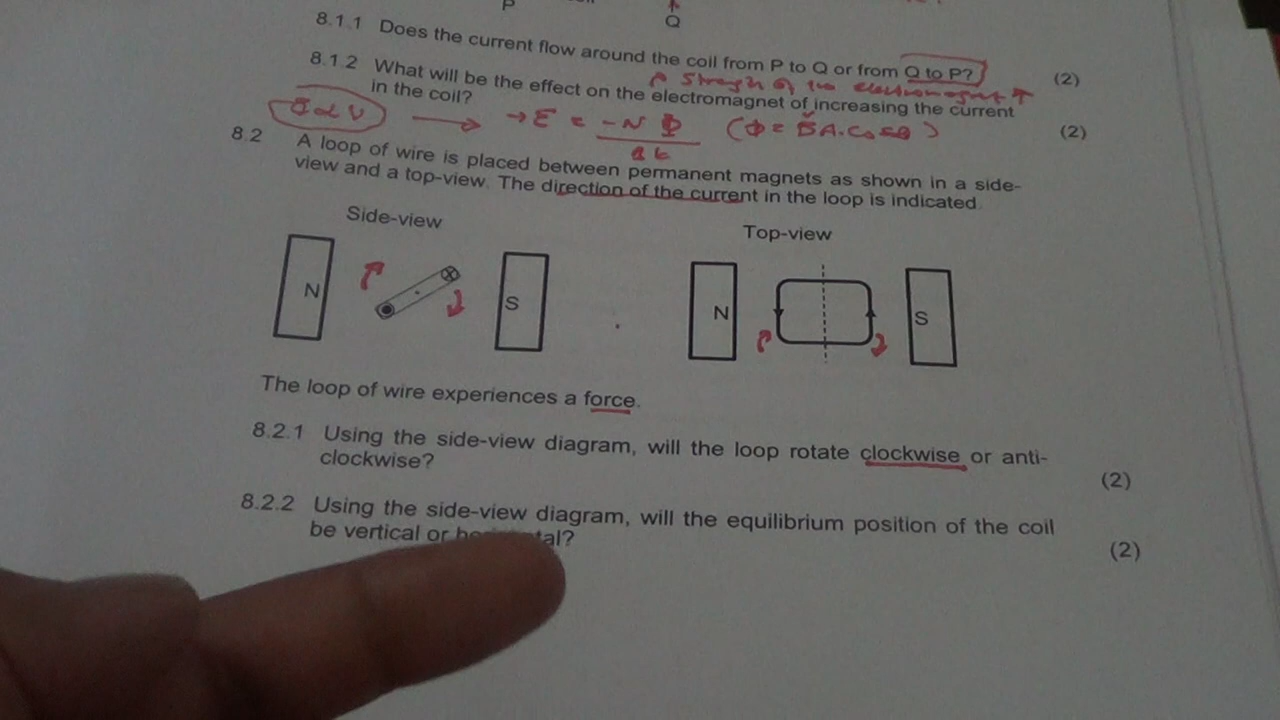 P
Q
8.1.1 Does the current flow around the coil from P to Q or from Q to P? (2)
8.1.2 What will be the effect on the electromagnet of increasing the current
in the coil? (2)
I α V → → ε = -N Φ (Φ = BA.Cosθ)
8.2 A loop of wire is placed between permanent magnets as shown in a side-
view and a top-view. The direction of the current in the loop is indicated.
Side-view Top-view
N S N S
The loop of wire experiences a force.
8.2.1 Using the side-view diagram, will the loop rotate clockwise or anti-
clockwise? (2)
8.2.2 Using the side-view diagram, will the equilibrium position of the coil
be vertical or (2)